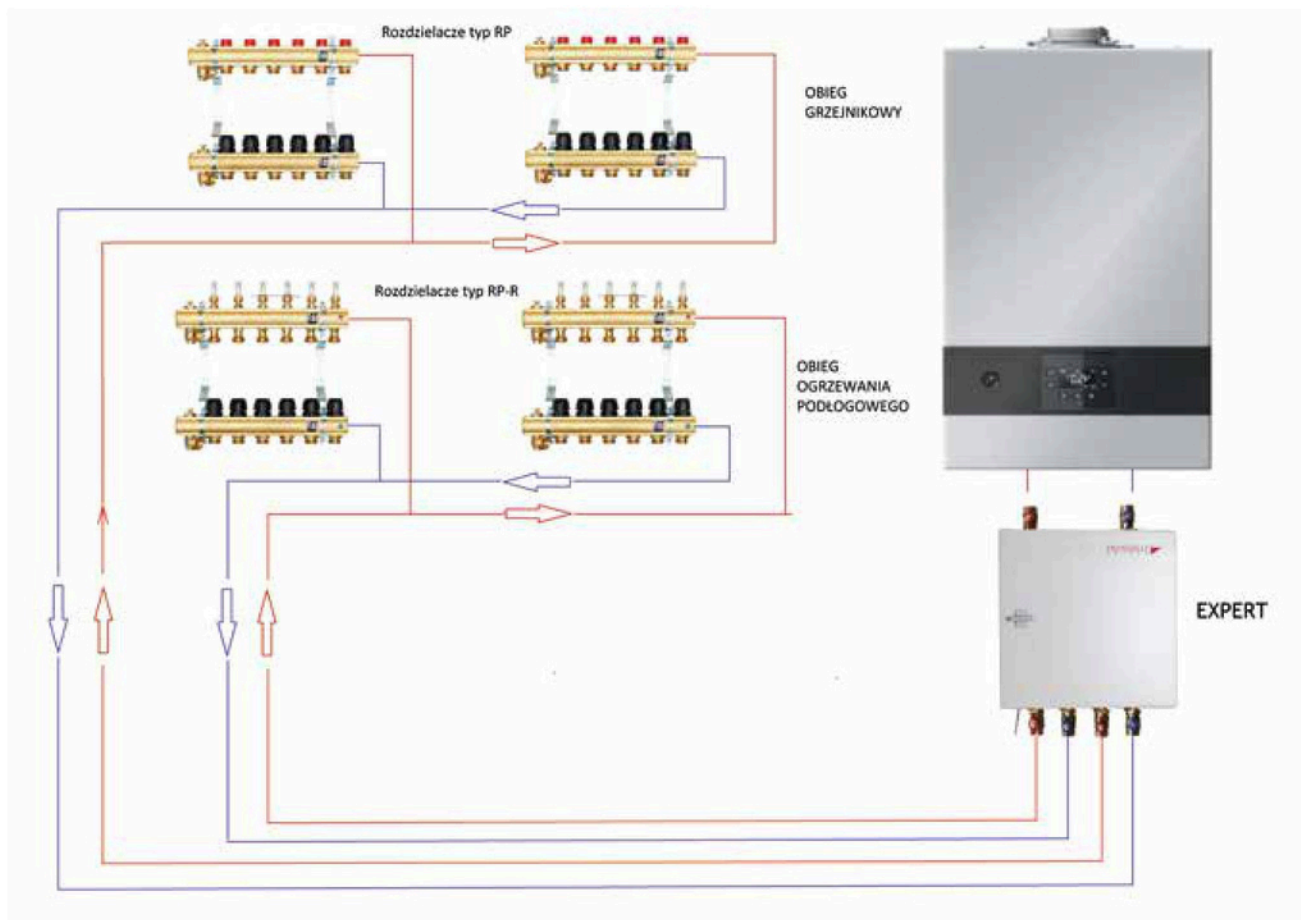 Rozdzielacze typ RP
OBIEG
GRZEJNIKOWY
Rozdzielacze typ RP-R
OBIEG
OGRZEWANIA
PODŁOGOWEGO
EXPERT